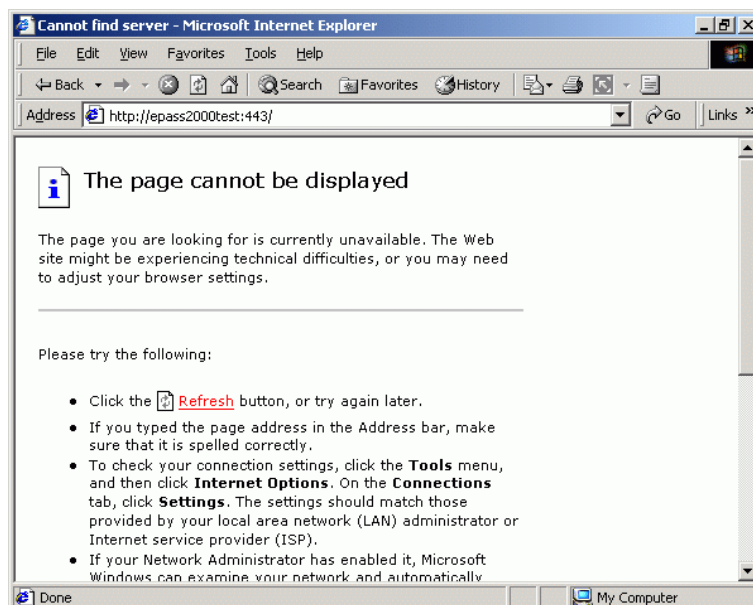 Cannot find server - Microsoft Internet Explorer
File Edit View Favorites Tools Help
Back Search Favorites History
Address http://epass2000test:443/ Go Links »
The page cannot be displayed
The page you are looking for is currently unavailable. The Web
site might be experiencing technical difficulties, or you may need
to adjust your browser settings.
Please try the following:
Click the Refresh button, or try again later.
If you typed the page address in the Address bar, make
sure that it is spelled correctly.
To check your connection settings, click the Tools menu,
and then click Internet Options. On the Connections
tab, click Settings. The settings should match those
provided by your local area network (LAN) administrator or
Internet service provider (ISP).
If your Network Administrator has enabled it, Microsoft
Windows can examine your network and automatically
Done My Computer